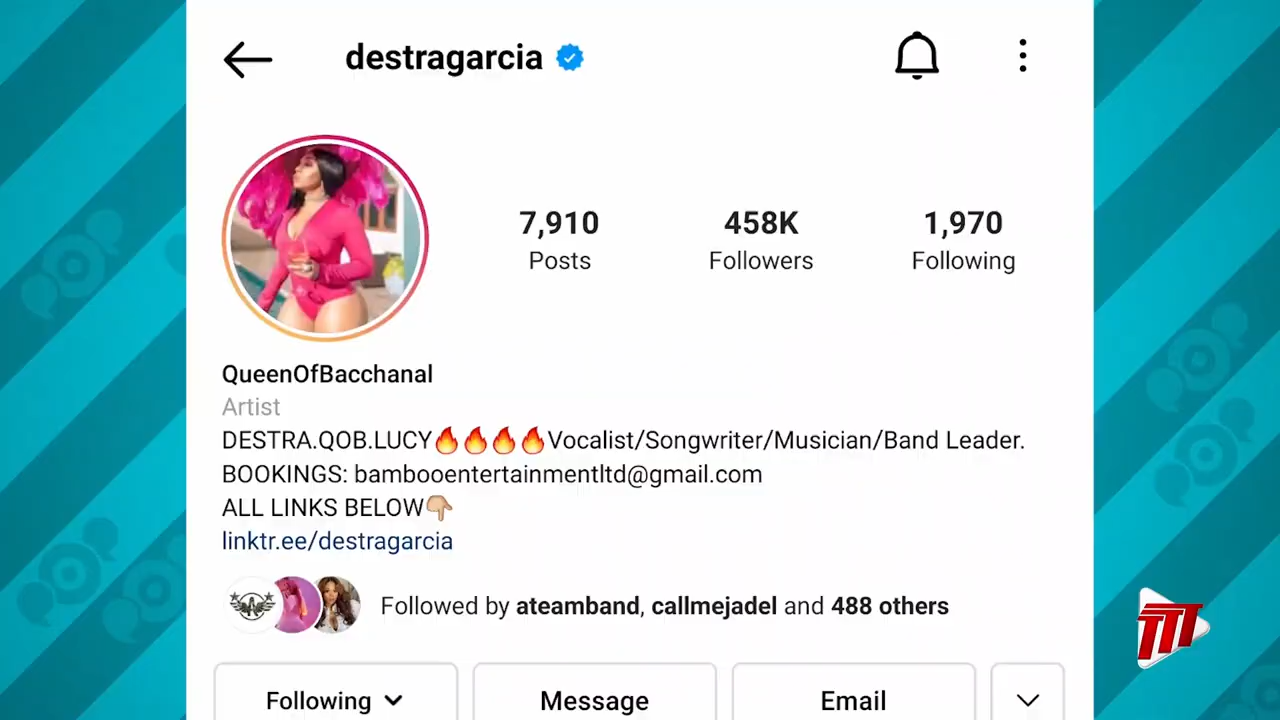 destragarcia
7,910 458K 1,970
Posts Followers Following
QueenOfBacchanal
Artist
DESTRA.QOB.LUCY🔥🔥🔥🔥Vocalist/Songwriter/Musician/Band Leader.
BOOKINGS: bambooentertainmentltd@gmail.com
ALL LINKS BELOW👇🏼
linktr.ee/destragarcia
Followed by ateamband, callmejadel and 488 others
Following Message Email
TTT